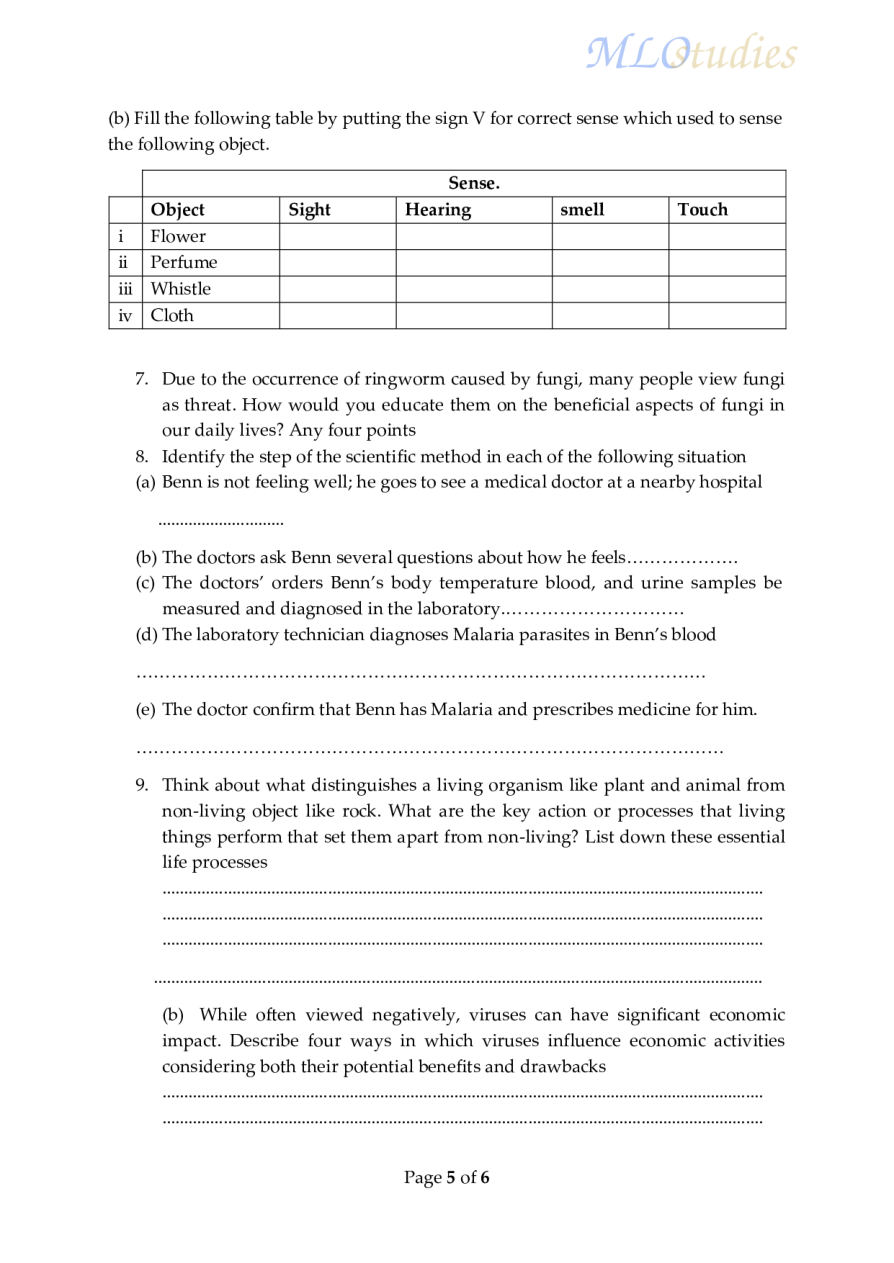 MLOstudies
(b) Fill the following table by putting the sign V for correct sense which used to sense
the following object.
Sense.
Object Sight Hearing smell Touch
i Flower
ii Perfume
iii Whistle
iv Cloth
7. Due to the occurrence of ringworm caused by fungi, many people view fungi
as threat. How would you educate them on the beneficial aspects of fungi in
our daily lives? Any four points
8. Identify the step of the scientific method in each of the following situation
(a) Benn is not feeling well; he goes to see a medical doctor at a nearby hospital
.............................
(b) The doctors ask Benn several questions about how he feels……………….
(c) The doctors’ orders Benn’s body temperature blood, and urine samples be
measured and diagnosed in the laboratory.…………………………
(d) The laboratory technician diagnoses Malaria parasites in Benn’s blood
……………………………………………………………………………………
(e) The doctor confirm that Benn has Malaria and prescribes medicine for him.
………………………………………………………………………………………
9. Think about what distinguishes a living organism like plant and animal from
non-living object like rock. What are the key action or processes that living
things perform that set them apart from non-living? List down these essential
life processes
..........................................................................................................................................
..........................................................................................................................................
..........................................................................................................................................
............................................................................................................................................
(b) While often viewed negatively, viruses can have significant economic
impact. Describe four ways in which viruses influence economic activities
considering both their potential benefits and drawbacks
..........................................................................................................................................
..........................................................................................................................................
Page 5 of 6